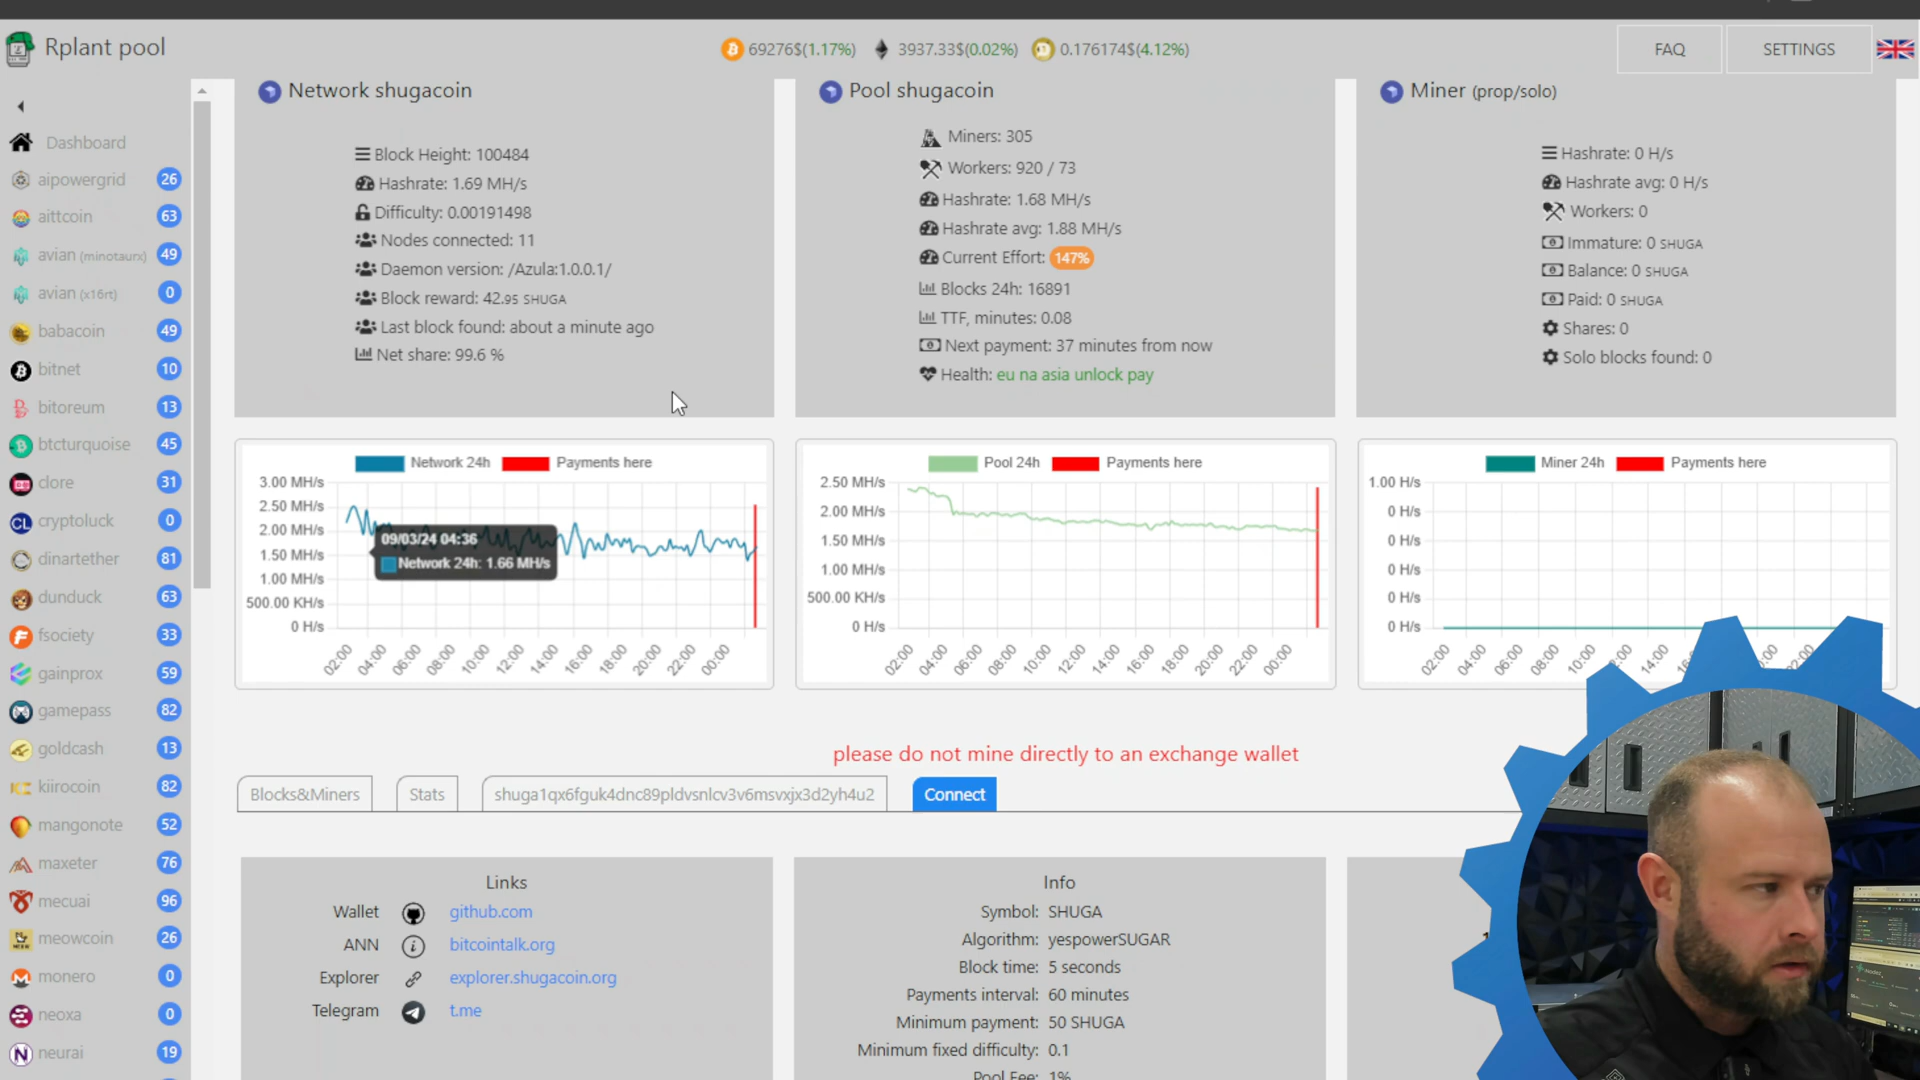 Rplant pool
69276$(1.17%) 3937.33$(0.02%) 0.176174$(4.12%)
FAQ
SETTINGS
Dashboard
aipowergrid 26
aittcoin 63
avian (minotaurx) 49
avian (x16rt) 0
babacoin 49
bitnet 10
bitoreum 13
btcturquoise 45
clore 31
cryptoluck 0
dinartether 81
dunduck 63
fsociety 33
gainprox 59
gamepass 82
goldcash 13
kiirocoin 82
mangonote 52
maxeter 76
mecuai 96
meowcoin 26
monero 0
neoxa 0
neurai 19
Network shugacoin
Block Height: 100484
Hashrate: 1.69 MH/s
Difficulty: 0.00191498
Nodes connected: 11
Daemon version: /Azula:1.0.0.1/
Block reward: 42.95 SHUGA
Last block found: about a minute ago
Net share: 99.6 %
Pool shugacoin
Miners: 305
Workers: 920 / 73
Hashrate: 1.68 MH/s
Hashrate avg: 1.88 MH/s
Current Effort: 147%
Blocks 24h: 16891
TTF, minutes: 0.08
Next payment: 37 minutes from now
Health: eu na asia unlock pay
Miner (prop/solo)
Hashrate: 0 H/s
Hashrate avg: 0 H/s
Workers: 0
Immature: 0 SHUGA
Balance: 0 SHUGA
Paid: 0 SHUGA
Shares: 0
Solo blocks found: 0
Network 24h Payments here
3.00 MH/s
2.50 MH/s
2.00 MH/s
1.50 MH/s
1.00 MH/s
500.00 KH/s
0 H/s
09/03/24 04:36
Network 24h: 1.66 MH/s
02:00 04:00 06:00 08:00 10:00 12:00 14:00 16:00 18:00 20:00 22:00 00:00
Pool 24h Payments here
2.50 MH/s
2.00 MH/s
1.50 MH/s
1.00 MH/s
500.00 KH/s
0 H/s
02:00 04:00 06:00 08:00 10:00 12:00 14:00 16:00 18:00 20:00 22:00 00:00
Miner 24h Payments here
1.00 H/s
0 H/s
0 H/s
0 H/s
0 H/s
0 H/s
02:00 04:00 06:00 08:00 10:00 14:00
please do not mine directly to an exchange wallet
Blocks&Miners
Stats
shuga1qx6fguk4dnc89pldvsnlcv3v6msvxjx3d2yh4u2
Connect
Links
Wallet github.com
ANN bitcointalk.org
Explorer explorer.shugacoin.org
Telegram t.me
Info
Symbol: SHUGA
Algorithm: yespowerSUGAR
Block time: 5 seconds
Payments interval: 60 minutes
Minimum payment: 50 SHUGA
Minimum fixed difficulty: 0.1
Pool Fee: 1%